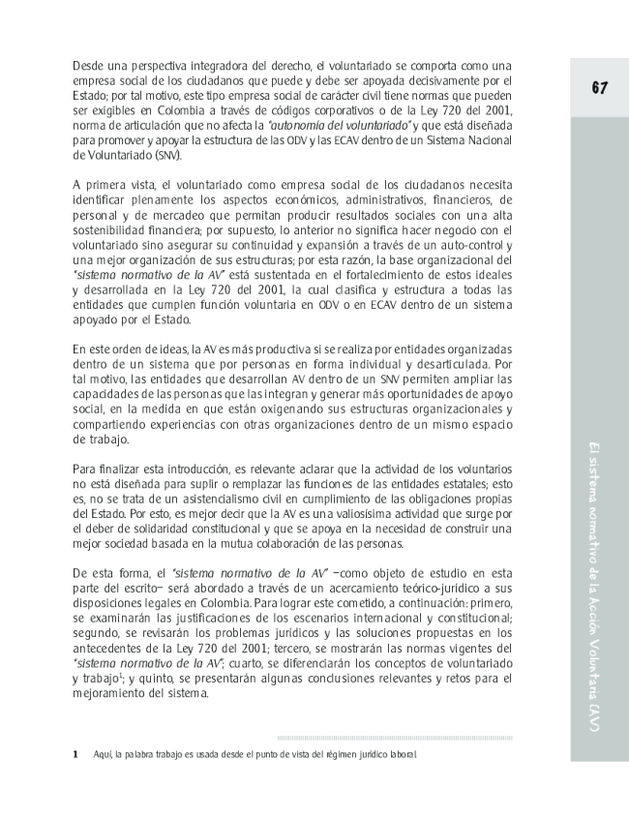 Desde una perspectiva integradora del derecho, el voluntariado se comporta como una
empresa social de los ciudadanos que puede y debe ser apoyada decisivamente por el
Estado; por tal motivo, este tipo empresa social de carácter civil tiene normas que pueden
ser exigibles en Colombia a través de códigos corporativos o de la Ley 720 del 2001,
norma de articulación que no afecta la "autonomía del voluntariado" y que está diseñada
para promover y apoyar la estructura de las ODV y las ECAV dentro de un Sistema Nacional
de Voluntariado (SNV).
A primera vista, el voluntariado como empresa social de los ciudadanos necesita
identificar plenamente los aspectos económicos, administrativos, financieros, de
personal y de mercadeo que permitan producir resultados sociales con una alta
sostenibilidad financiera; por supuesto, lo anterior no significa hacer negocio con el
voluntariado sino asegurar su continuidad y expansión a través de un auto-control y
una mejor organización de sus estructuras; por esta razón, la base organizacional del
"sistema normativo de la AV" está sustentada en el fortalecimiento de estos ideales
y desarrollada en la Ley 720 del 2001, la cual clasifica y estructura a todas las
entidades que cumplen función voluntaria en ODV o en ECAV dentro de un sistema
apoyado por el Estado.
En este orden de ideas, la AV es más productiva si se realiza por entidades organizadas
dentro de un sistema que por personas en forma individual y desarticulada. Por
tal motivo, las entidades que desarrollan AV dentro de un SNV permiten ampliar las
capacidades de las personas que las integran y generar más oportunidades de apoyo
social, en la medida en que están oxigenando sus estructuras organizacionales y
compartiendo experiencias con otras organizaciones dentro de un mismo espacio
de trabajo.
Para finalizar esta introducción, es relevante aclarar que la actividad de los voluntarios
no está diseñada para suplir o remplazar las funciones de las entidades estatales; esto
es, no se trata de un asistencialismo civil en cumplimiento de las obligaciones propias
del Estado. Por esto, es mejor decir que la AV es una valiosísima actividad que surge por
el deber de solidaridad constitucional y que se apoya en la necesidad de construir una
mejor sociedad basada en la mutua colaboración de las personas.
De esta forma, el "sistema normativo de la AV" –como objeto de estudio en esta
parte del escrito– será abordado a través de un acercamiento teórico-jurídico a sus
disposiciones legales en Colombia. Para lograr este cometido, a continuación: primero,
se examinarán las justificaciones de los escenarios internacional y constitucional;
segundo, se revisarán los problemas jurídicos y las soluciones propuestas en los
antecedentes de la Ley 720 del 2001; tercero, se mostrarán las normas vigentes del
"sistema normativo de la AV"; cuarto, se diferenciarán los conceptos de voluntariado
y trabajo1; y quinto, se presentarán algunas conclusiones relevantes y retos para el
mejoramiento del sistema.
1 Aquí, la palabra trabajo es usada desde el punto de vista del régimen jurídico laboral.
67
El sistema normativo de la Acción Voluntaria (AV)